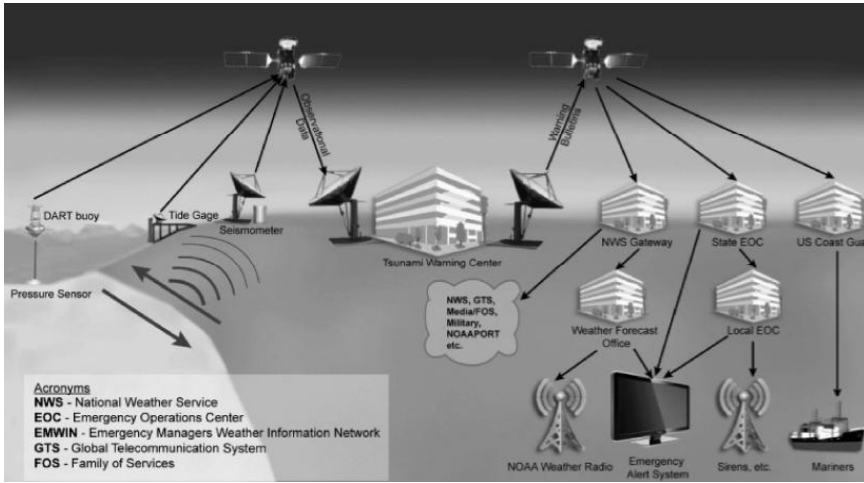 Observational
Data
Warning
Bulletins
DART buoy
Tide Gage
Seismometer
Pressure Sensor
Tsunami Warning Center
NWS Gateway
State EOC
US Coast Gua
NWS, GTS,
Media/FOS,
Military,
NOAAPORT
etc.
Weather Forecast
Office
Local EOC
NOAA Weather Radio
Emergency
Alert System
Sirens, etc.
Mariners
Acronyms
NWS - National Weather Service
EOC - Emergency Operations Center
EMWIN - Emergency Managers Weather Information Network
GTS - Global Telecommunication System
FOS - Family of Services